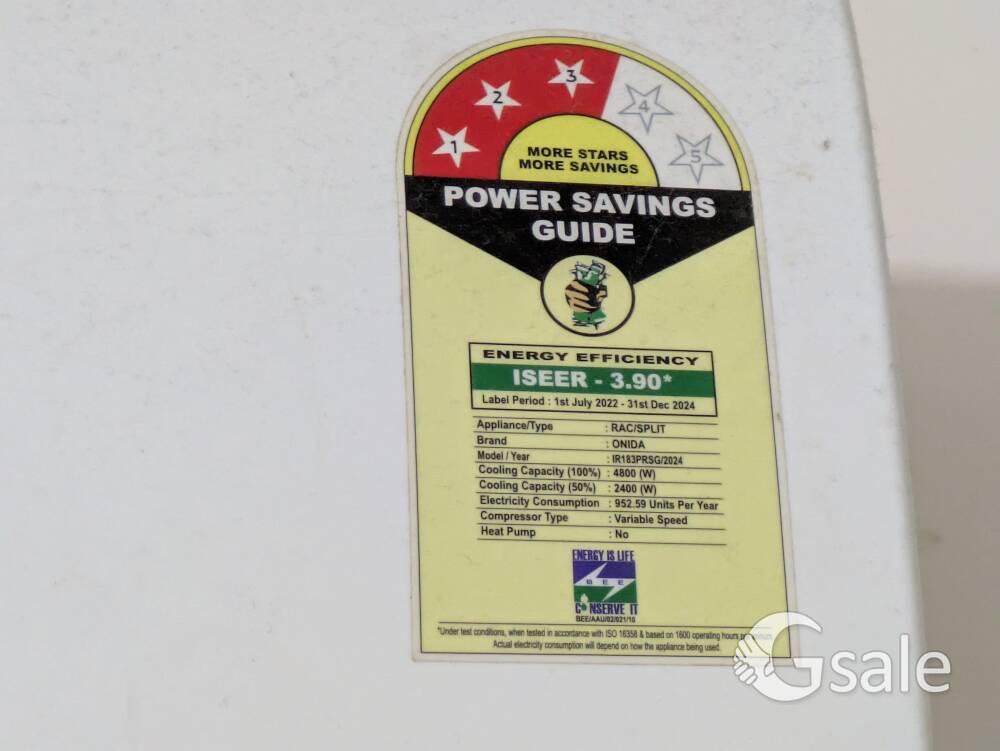 1 2 3 4 5
MORE STARS
MORE SAVINGS
POWER SAVINGS
GUIDE
ENERGY EFFICIENCY
ISEER - 3.90*
Label Period : 1st July 2022 - 31st Dec 2024
Appliance/Type : RAC/SPLIT
Brand : ONIDA
Model / Year : IR183PRSG/2024
Cooling Capacity (100%) : 4800 (W)
Cooling Capacity (50%) : 2400 (W)
Electricity Consumption : 952.59 Units Per Year
Compressor Type : Variable Speed
Heat Pump : No
ENERGY IS LIFE
BEE
CONSERVE IT
BEE/AAU/02/021/10
*Under test conditions, when tested in accordance with ISO 16358 & based on 1600 operating hours
Actual electricity consumption will depend on how the appliance being used.
Gsale